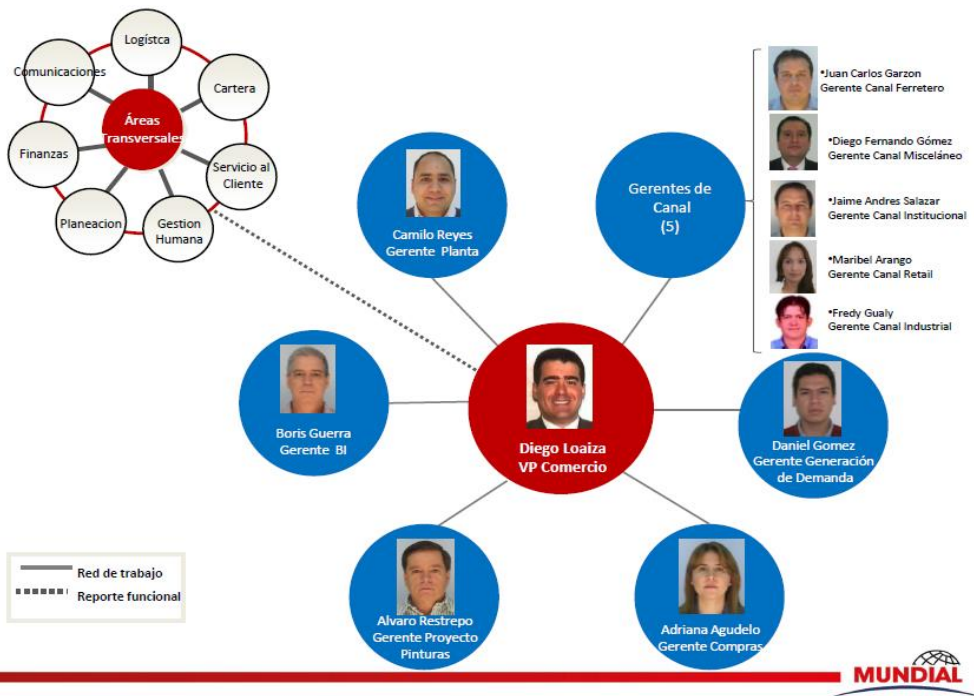 Logístca
Comunicaciones
Cartera
Áreas
Transversales
Finanzas
Servicio al
Cliente
Planeacion
Gestion
Humana
Camilo Reyes
Gerente Planta
Gerentes de
Canal
(5)
•Juan Carlos Garzon
Gerente Canal Ferretero
•Diego Fernando Gómez
Gerente Canal Misceláneo
•Jaime Andres Salazar
Gerente Canal Institucional
•Maribel Arango
Gerente Canal Retail
•Fredy Gualy
Gerente Canal Industrial
Boris Guerra
Gerente BI
Diego Loaiza
VP Comercio
Daniel Gomez
Gerente Generación
de Demanda
Alvaro Restrepo
Gerente Proyecto
Pinturas
Adriana Agudelo
Gerente Compras
Red de trabajo
Reporte funcional
MUNDIAL